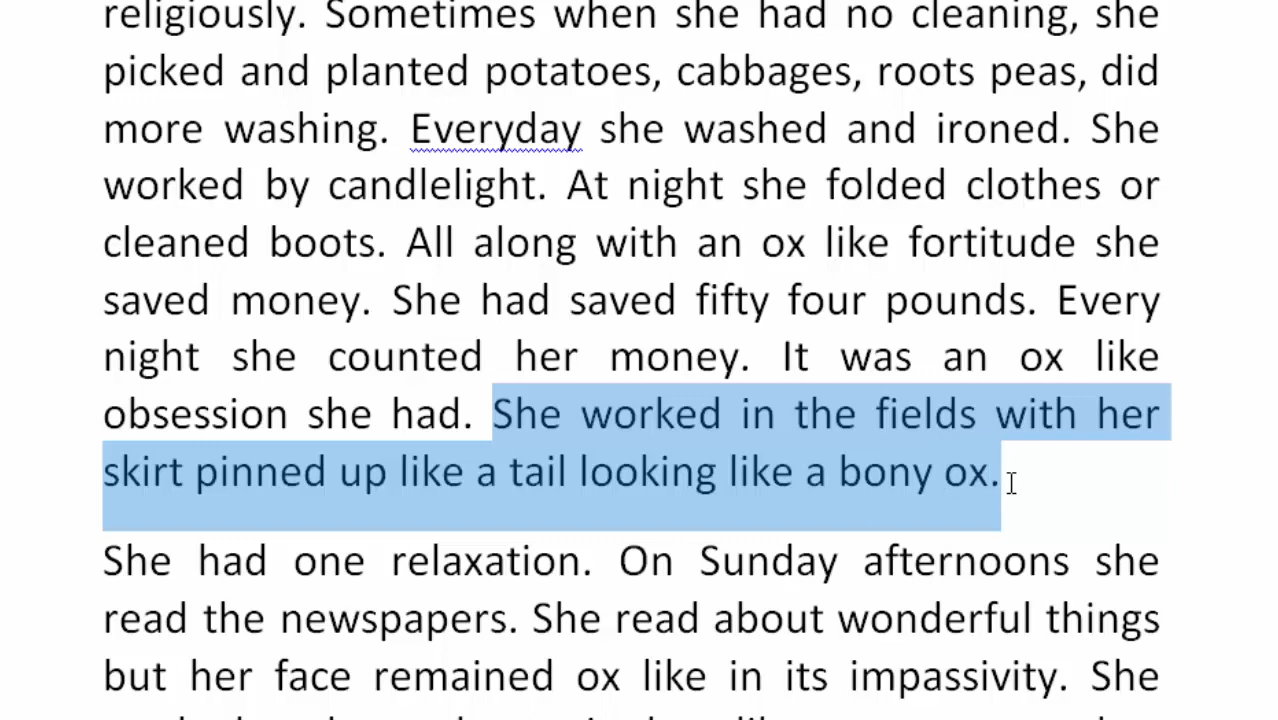 religiously. Sometimes when she had no cleaning, she
picked and planted potatoes, cabbages, roots peas, did
more washing. Everyday she washed and ironed. She
worked by candlelight. At night she folded clothes or
cleaned boots. All along with an ox like fortitude she
saved money. She had saved fifty four pounds. Every
night she counted her money. It was an ox like
obsession she had. She worked in the fields with her
skirt pinned up like a tail looking like a bony ox.
She had one relaxation. On Sunday afternoons she
read the newspapers. She read about wonderful things
but her face remained ox like in its impassivity. She